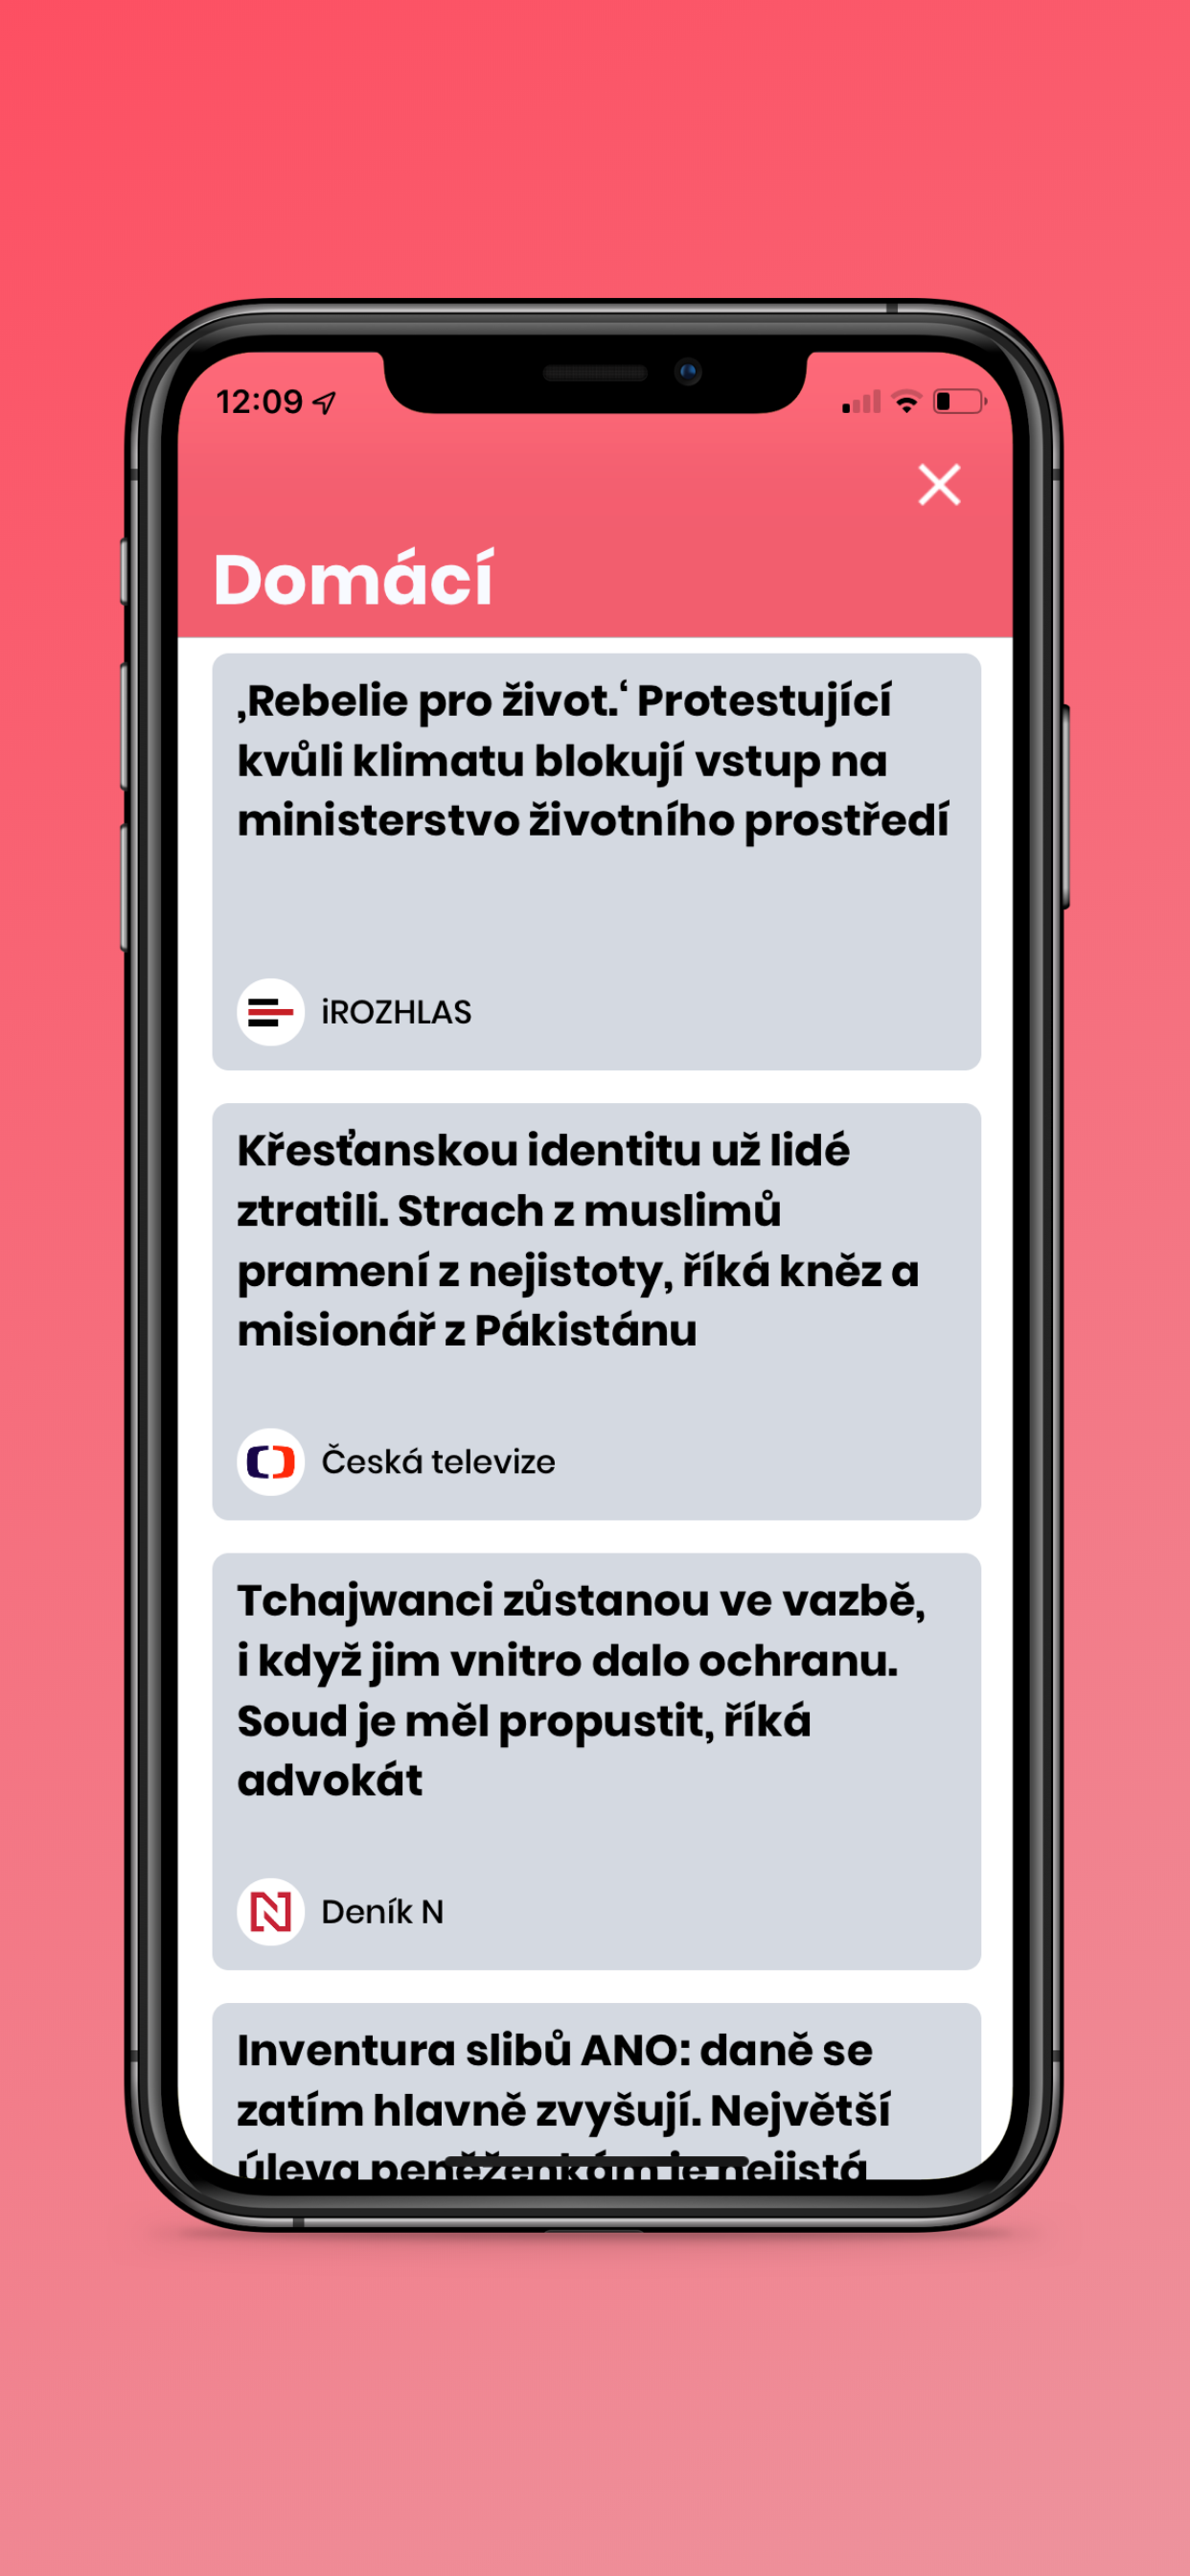 12:09
Domácí
‚Rebelie pro život.‘ Protestující
kvůli klimatu blokují vstup na
ministerstvo životního prostředí
iROZHLAS
Křesťanskou identitu už lidé
ztratili. Strach z muslimů
pramení z nejistoty, říká kněz a
misionář z Pákistánu
Česká televize
Tchajwanci zůstanou ve vazbě,
i když jim vnitro dalo ochranu.
Soud je měl propustit, říká
advokát
Deník N
Inventura slibů ANO: daně se
zatím hlavně zvyšují. Největší
úleva peněženkám je nejistá